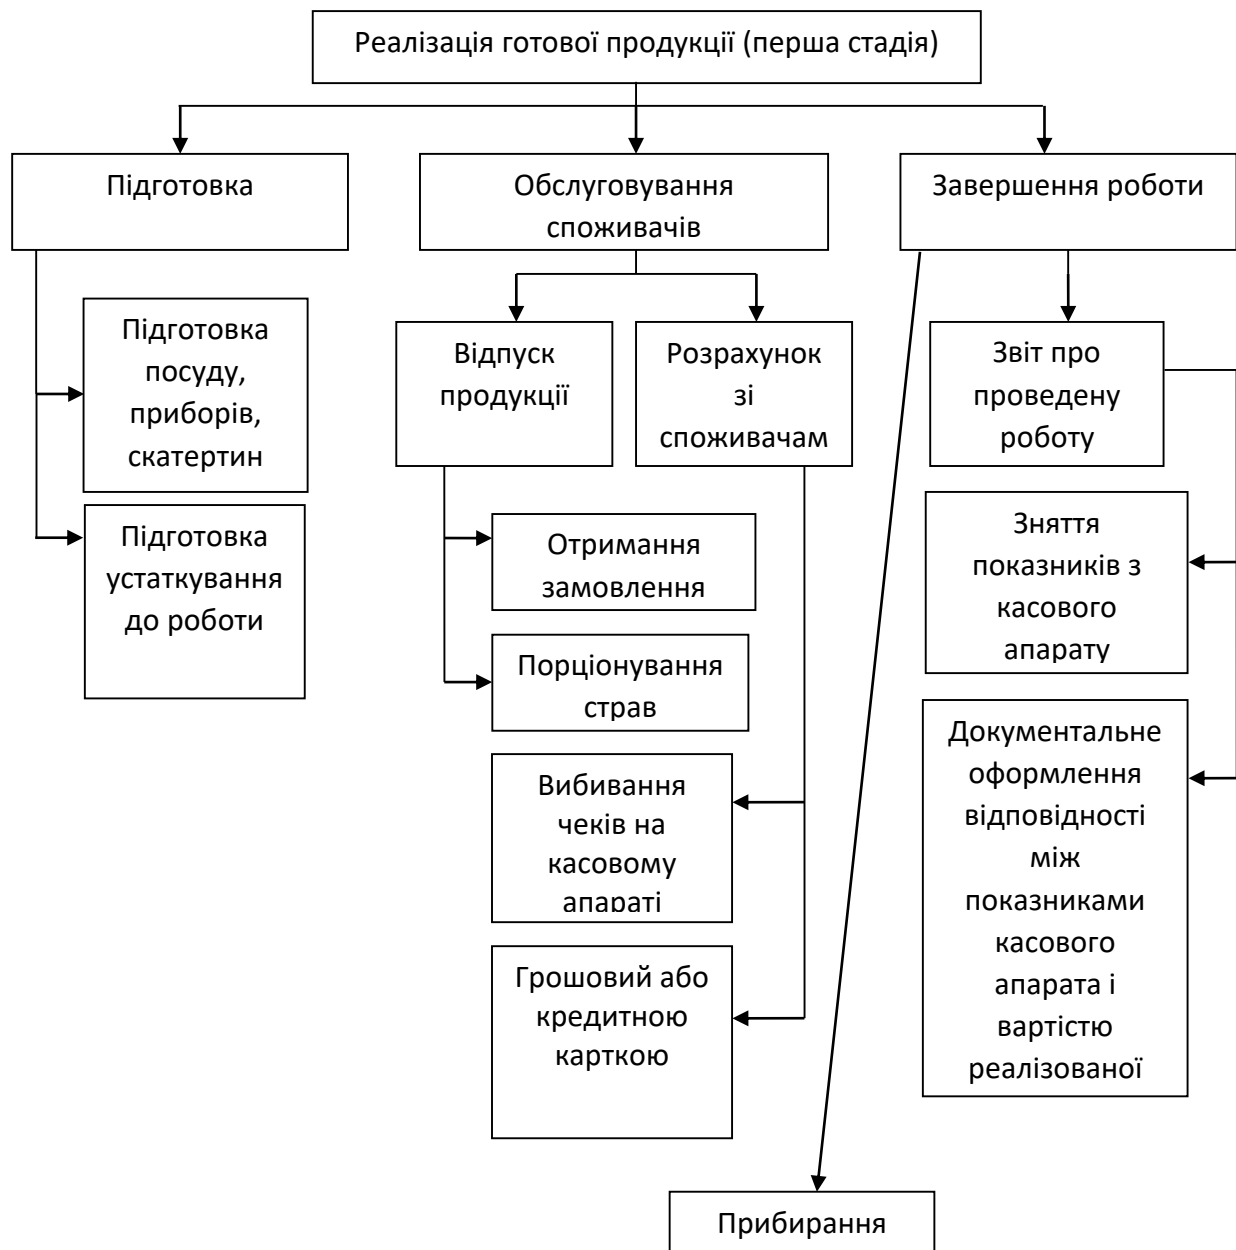 Реалізація готової продукції (перша стадія)
Підготовка
Обслуговування
споживачів
Завершення роботи
Підготовка
посуду,
приборів,
скатертин
Підготовка
устаткування
до роботи
Відпуск
продукції
Розрахунок
зі
споживачам
Отримання
замовлення
Порціонування
страв
Вибивання
чеків на
касовому
апараті
Грошовий або
кредитною
карткою
Звіт про
проведену
роботу
Зняття
показників з
касового
апарату
Документальне
оформлення
відповідності
між
показниками
касового
апарата і
вартістю
реалізованої
Прибирання